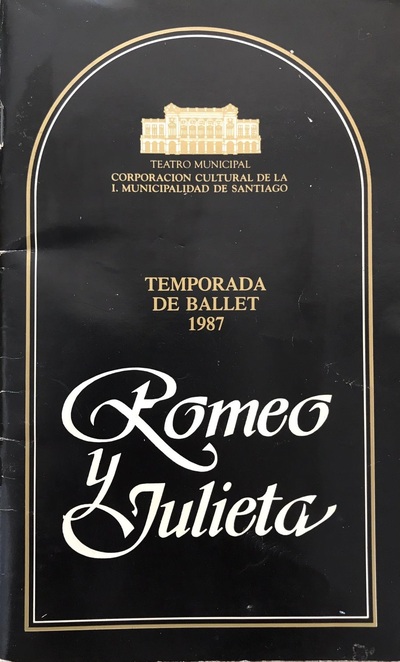 TEATRO MUNICIPAL
CORPORACION CULTURAL DE LA
I. MUNICIPALIDAD DE SANTIAGO
TEMPORADA
DE BALLET
1987
Romeo
y
Julieta